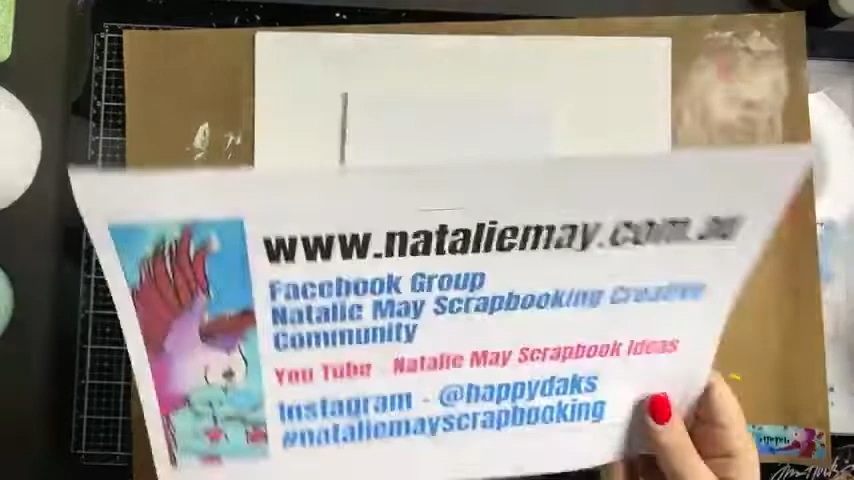 www.nataliemay.com.au
Facebook Group
Natalie May Scrapbooking Creative
Community
You Tube - Natalie May Scrapbook Ideas
Instagram - @happydaks
#nataliemayscrapbooking